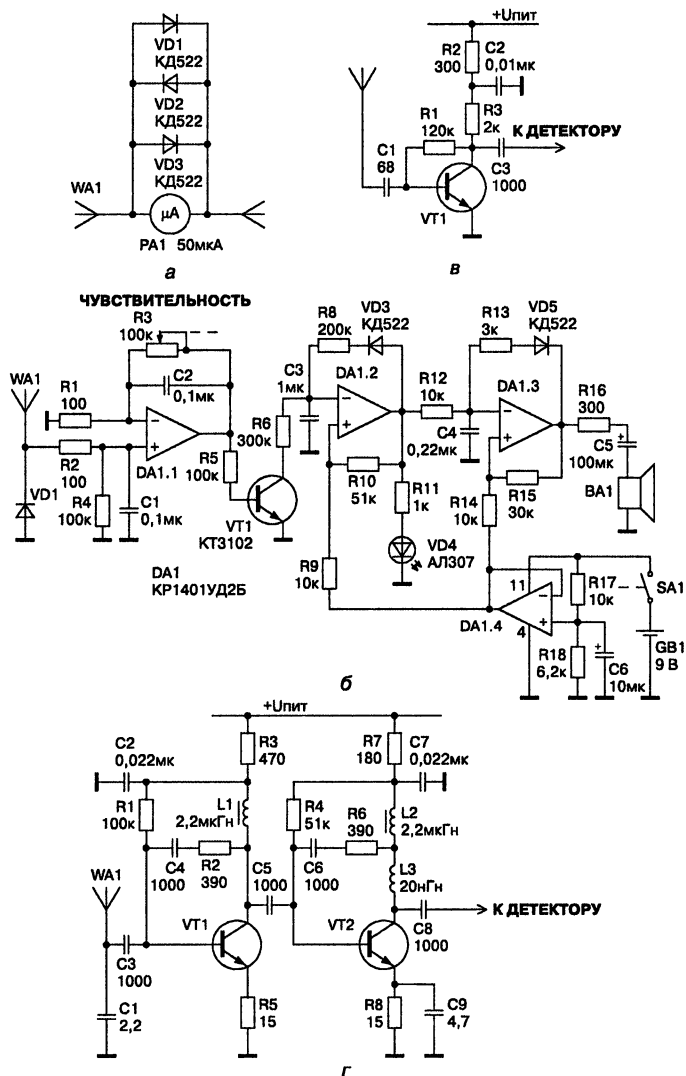 VD1
КД522
VD2
КД522
VD3
КД522
WA1
μA
PA1 50мкА
а
+Uпит
R2
300
C2
0,01мк
R1
120к
R3
2к
К ДЕТЕКТОРУ
C1
68
C3
1000
VT1
в
ЧУВСТВИТЕЛЬНОСТЬ
R3
100к
WA1
R1
100
C2
0,1мк
R2
100
DA1.1
VD1
R4
100к
C1
0,1мк
R5
100к
VT1
КТ3102
R6
300к
C3
1мк
R8
200к
VD3
КД522
DA1.2
R12
10к
R10
51к
R11
1к
VD4
АЛ307
R9
10к
C4
0,22мк
R13
3к
VD5
КД522
DA1.3
R16
300
C5
100мк
+
BA1
R15
30к
R14
10к
DA1
КР1401УД2Б
11
4
DA1.4
R17
10к
SA1
R18
6,2к
+
C6
10мк
GB1
9 В
б
+Uпит
C2
0,022мк
R3
470
R7
180
C7
0,022мк
R1
100к
L1
2,2мкГн
R4
51к
R6
390
L2
2,2мкГн
C4
1000
R2
390
C5
1000
C6
1000
L3
20нГн
WA1
VT1
VT2
К ДЕТЕКТОРУ
C8
1000
C3
1000
C1
2,2
R5
15
R8
15
C9
4,7
г